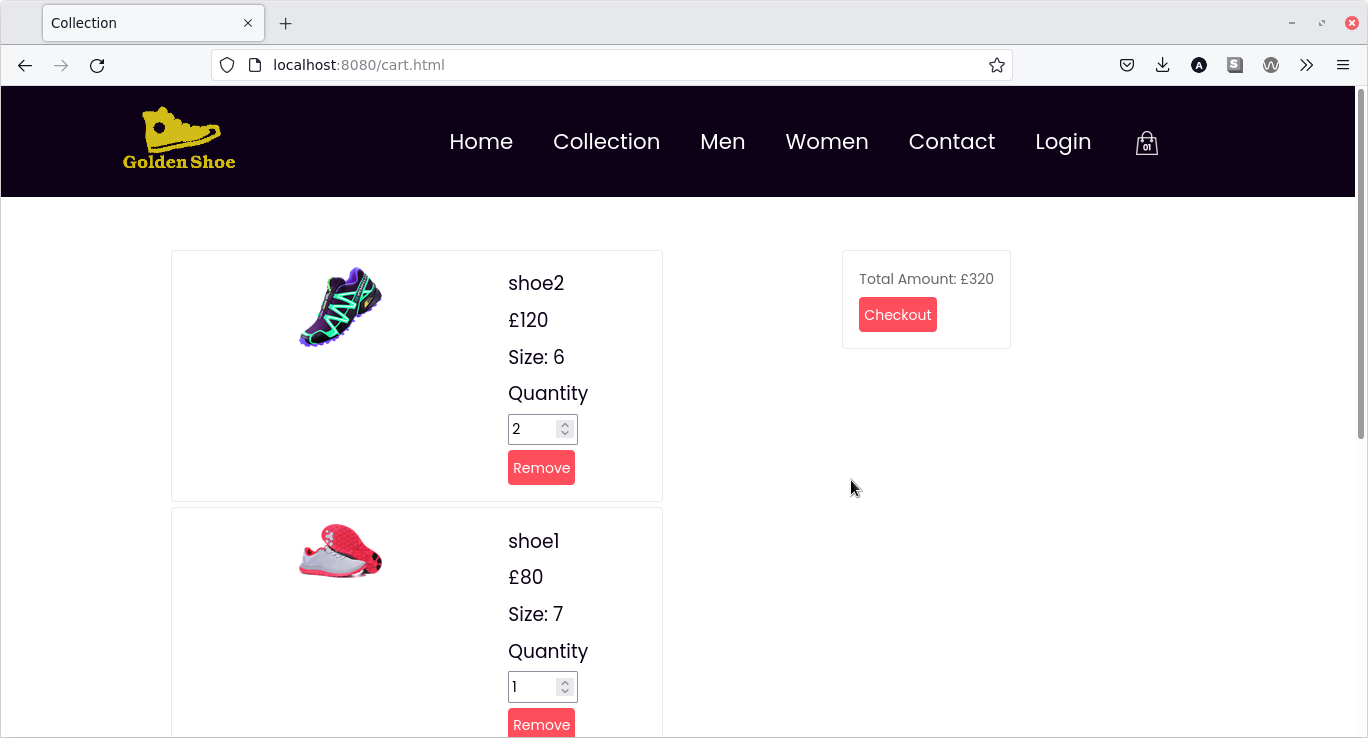 Collection
localhost:8080/cart.html
A
S
W
Golden Shoe
Home
Collection
Men
Women
Contact
Login
01
shoe2
£120
Size: 6
Quantity
2
Remove
Total Amount: £320
Checkout
shoe1
£80
Size: 7
Quantity
1
Remove